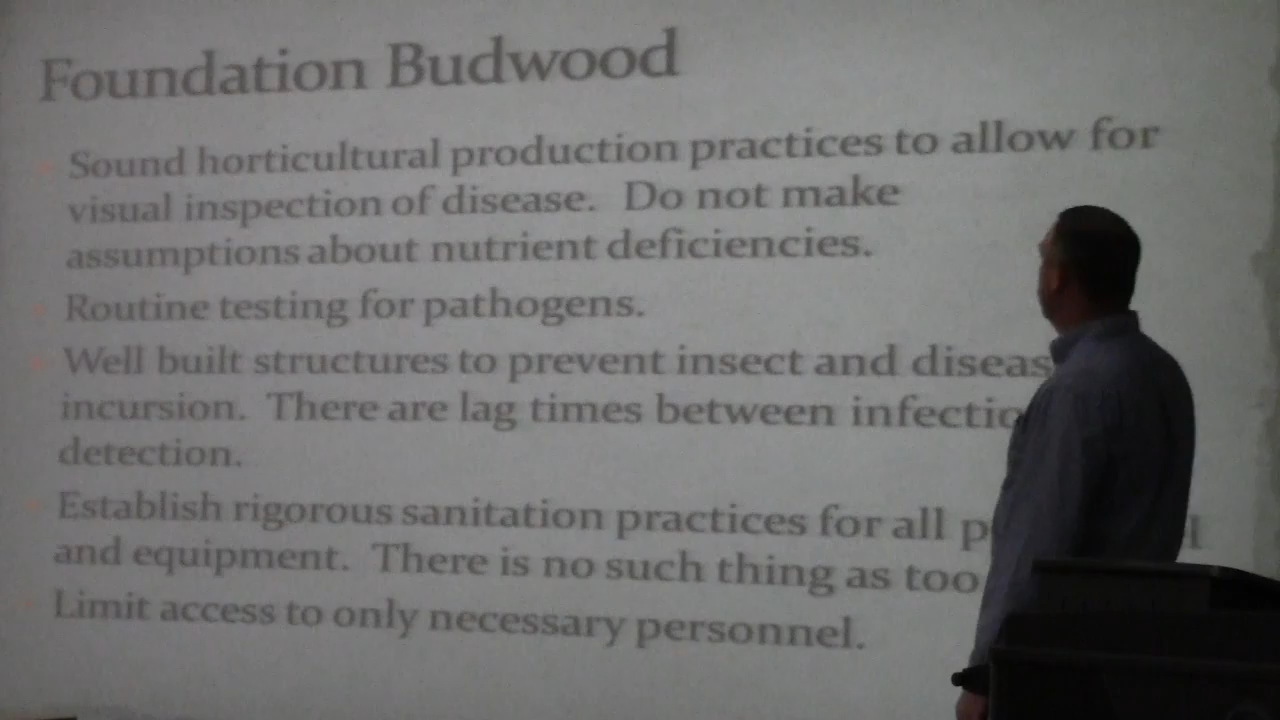 Foundation Budwood
Sound horticultural production practices to allow for
visual inspection of disease. Do not make
assumptions about nutrient deficiencies.
Routine testing for pathogens.
Well built structures to prevent insect and diseas
incursion. There are lag times between infectio
detection.
Establish rigorous sanitation practices for all
and equipment. There is no such thing as too
Limit access to only necessary personnel.